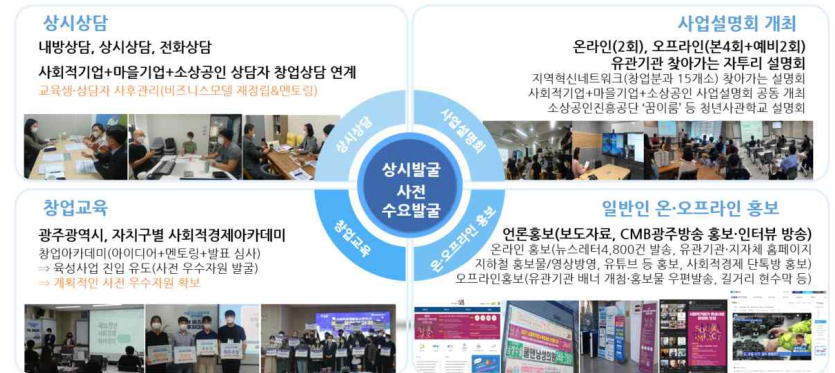 상시상담
내방상담, 상시상담, 전화상담
사회적기업+마을기업+소상공인 상담자 창업상담 연계
교육생·상담자 사후관리(비즈니스모델 재정립&멘토링)
사업설명회 개최
온라인(2회), 오프라인(본4회+예비2회)
유관기관 찾아가는 자투리 설명회
지역혁신네트워크(창업분과 15개소) 찾아가는 설명회
사회적기업+마을기업+소상공인 사업설명회 공동 개최
소상공인진흥공단 '꿈이룸' 등 청년사관학교 설명회
상시상담
사업설명회
상시발굴
사전
수요발굴
창업교육
온·오프라인 홍보
창업교육
광주광역시, 자치구별 사회적경제아카데미
창업아카데미(아이디어+멘토링+발표 심사)
⇒ 육성사업 진입 유도(사전 우수자원 발굴)
⇒ 계획적인 사전 우수자원 확보
일반인 온·오프라인 홍보
언론홍보(보도자료, CMB광주방송 홍보·인터뷰 방송)
온라인 홍보(뉴스레터4,800건 발송, 유관기관·지자체 홈페이지
지하철 홍보물/영상방영, 유튜브 등 홍보, 사회적경제 단톡방 홍보)
오프라인홍보(유관기관 배너 개첨·홍보물 우편발송, 길거리 현수막 등)